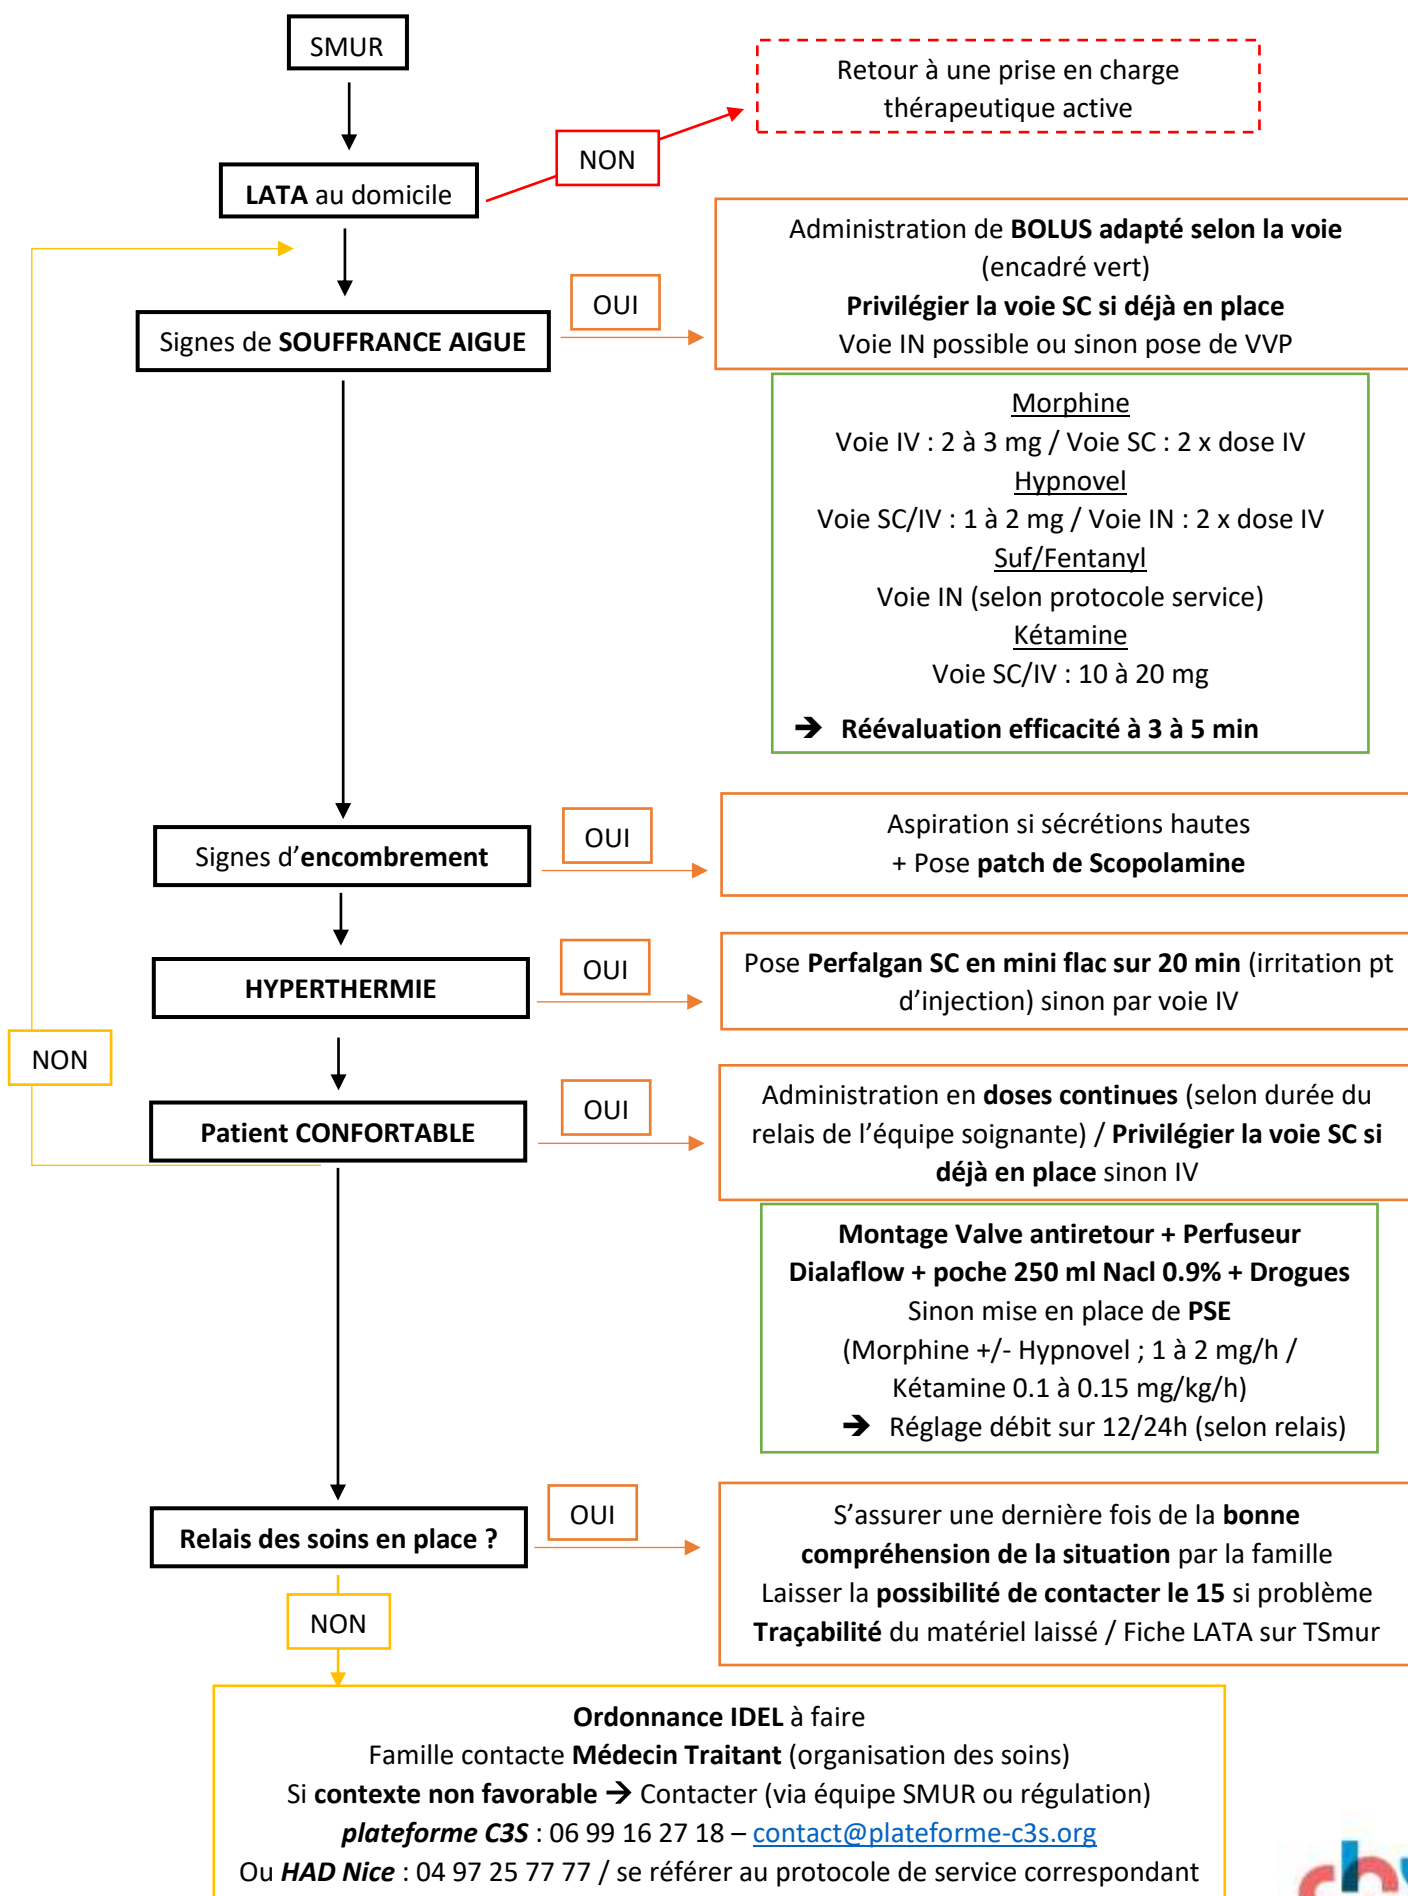 SMUR
Retour à une prise en charge
thérapeutique active
NON
LATA au domicile
Administration de BOLUS adapté selon la voie
(encadré vert)
Privilégier la voie SC si déjà en place
Voie IN possible ou sinon pose de VVP
OUI
Signes de SOUFFRANCE AIGUE
Morphine
Voie IV : 2 à 3 mg / Voie SC : 2 x dose IV
Hypnovel
Voie SC/IV : 1 à 2 mg / Voie IN : 2 x dose IV
Suf/Fentanyl
Voie IN (selon protocole service)
Kétamine
Voie SC/IV : 10 à 20 mg
➔ Réévaluation efficacité à 3 à 5 min
Signes d’encombrement
OUI
Aspiration si sécrétions hautes
+ Pose patch de Scopolamine
HYPERTHERMIE
OUI
Pose Perfalgan SC en mini flac sur 20 min (irritation pt
d’injection) sinon par voie IV
NON
Patient CONFORTABLE
OUI
Administration en doses continues (selon durée du
relais de l’équipe soignante) / Privilégier la voie SC si
déjà en place sinon IV
Montage Valve antiretour + Perfuseur
Dialaflow + poche 250 ml Nacl 0.9% + Drogues
Sinon mise en place de PSE
(Morphine +/- Hypnovel ; 1 à 2 mg/h /
Kétamine 0.1 à 0.15 mg/kg/h)
➔ Réglage débit sur 12/24h (selon relais)
Relais des soins en place ?
OUI
S’assurer une dernière fois de la bonne
compréhension de la situation par la famille
Laisser la possibilité de contacter le 15 si problème
Traçabilité du matériel laissé / Fiche LATA sur TSmur
NON
Ordonnance IDEL à faire
Famille contacte Médecin Traitant (organisation des soins)
Si contexte non favorable ➔ Contacter (via équipe SMUR ou régulation)
plateforme C3S : 06 99 16 27 18 – contact@plateforme-c3s.org
Ou HAD Nice : 04 97 25 77 77 / se référer au protocole de service correspondant